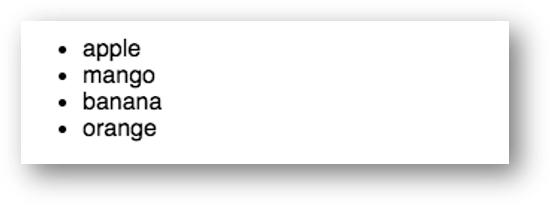 • apple
• mango
• banana
• orange